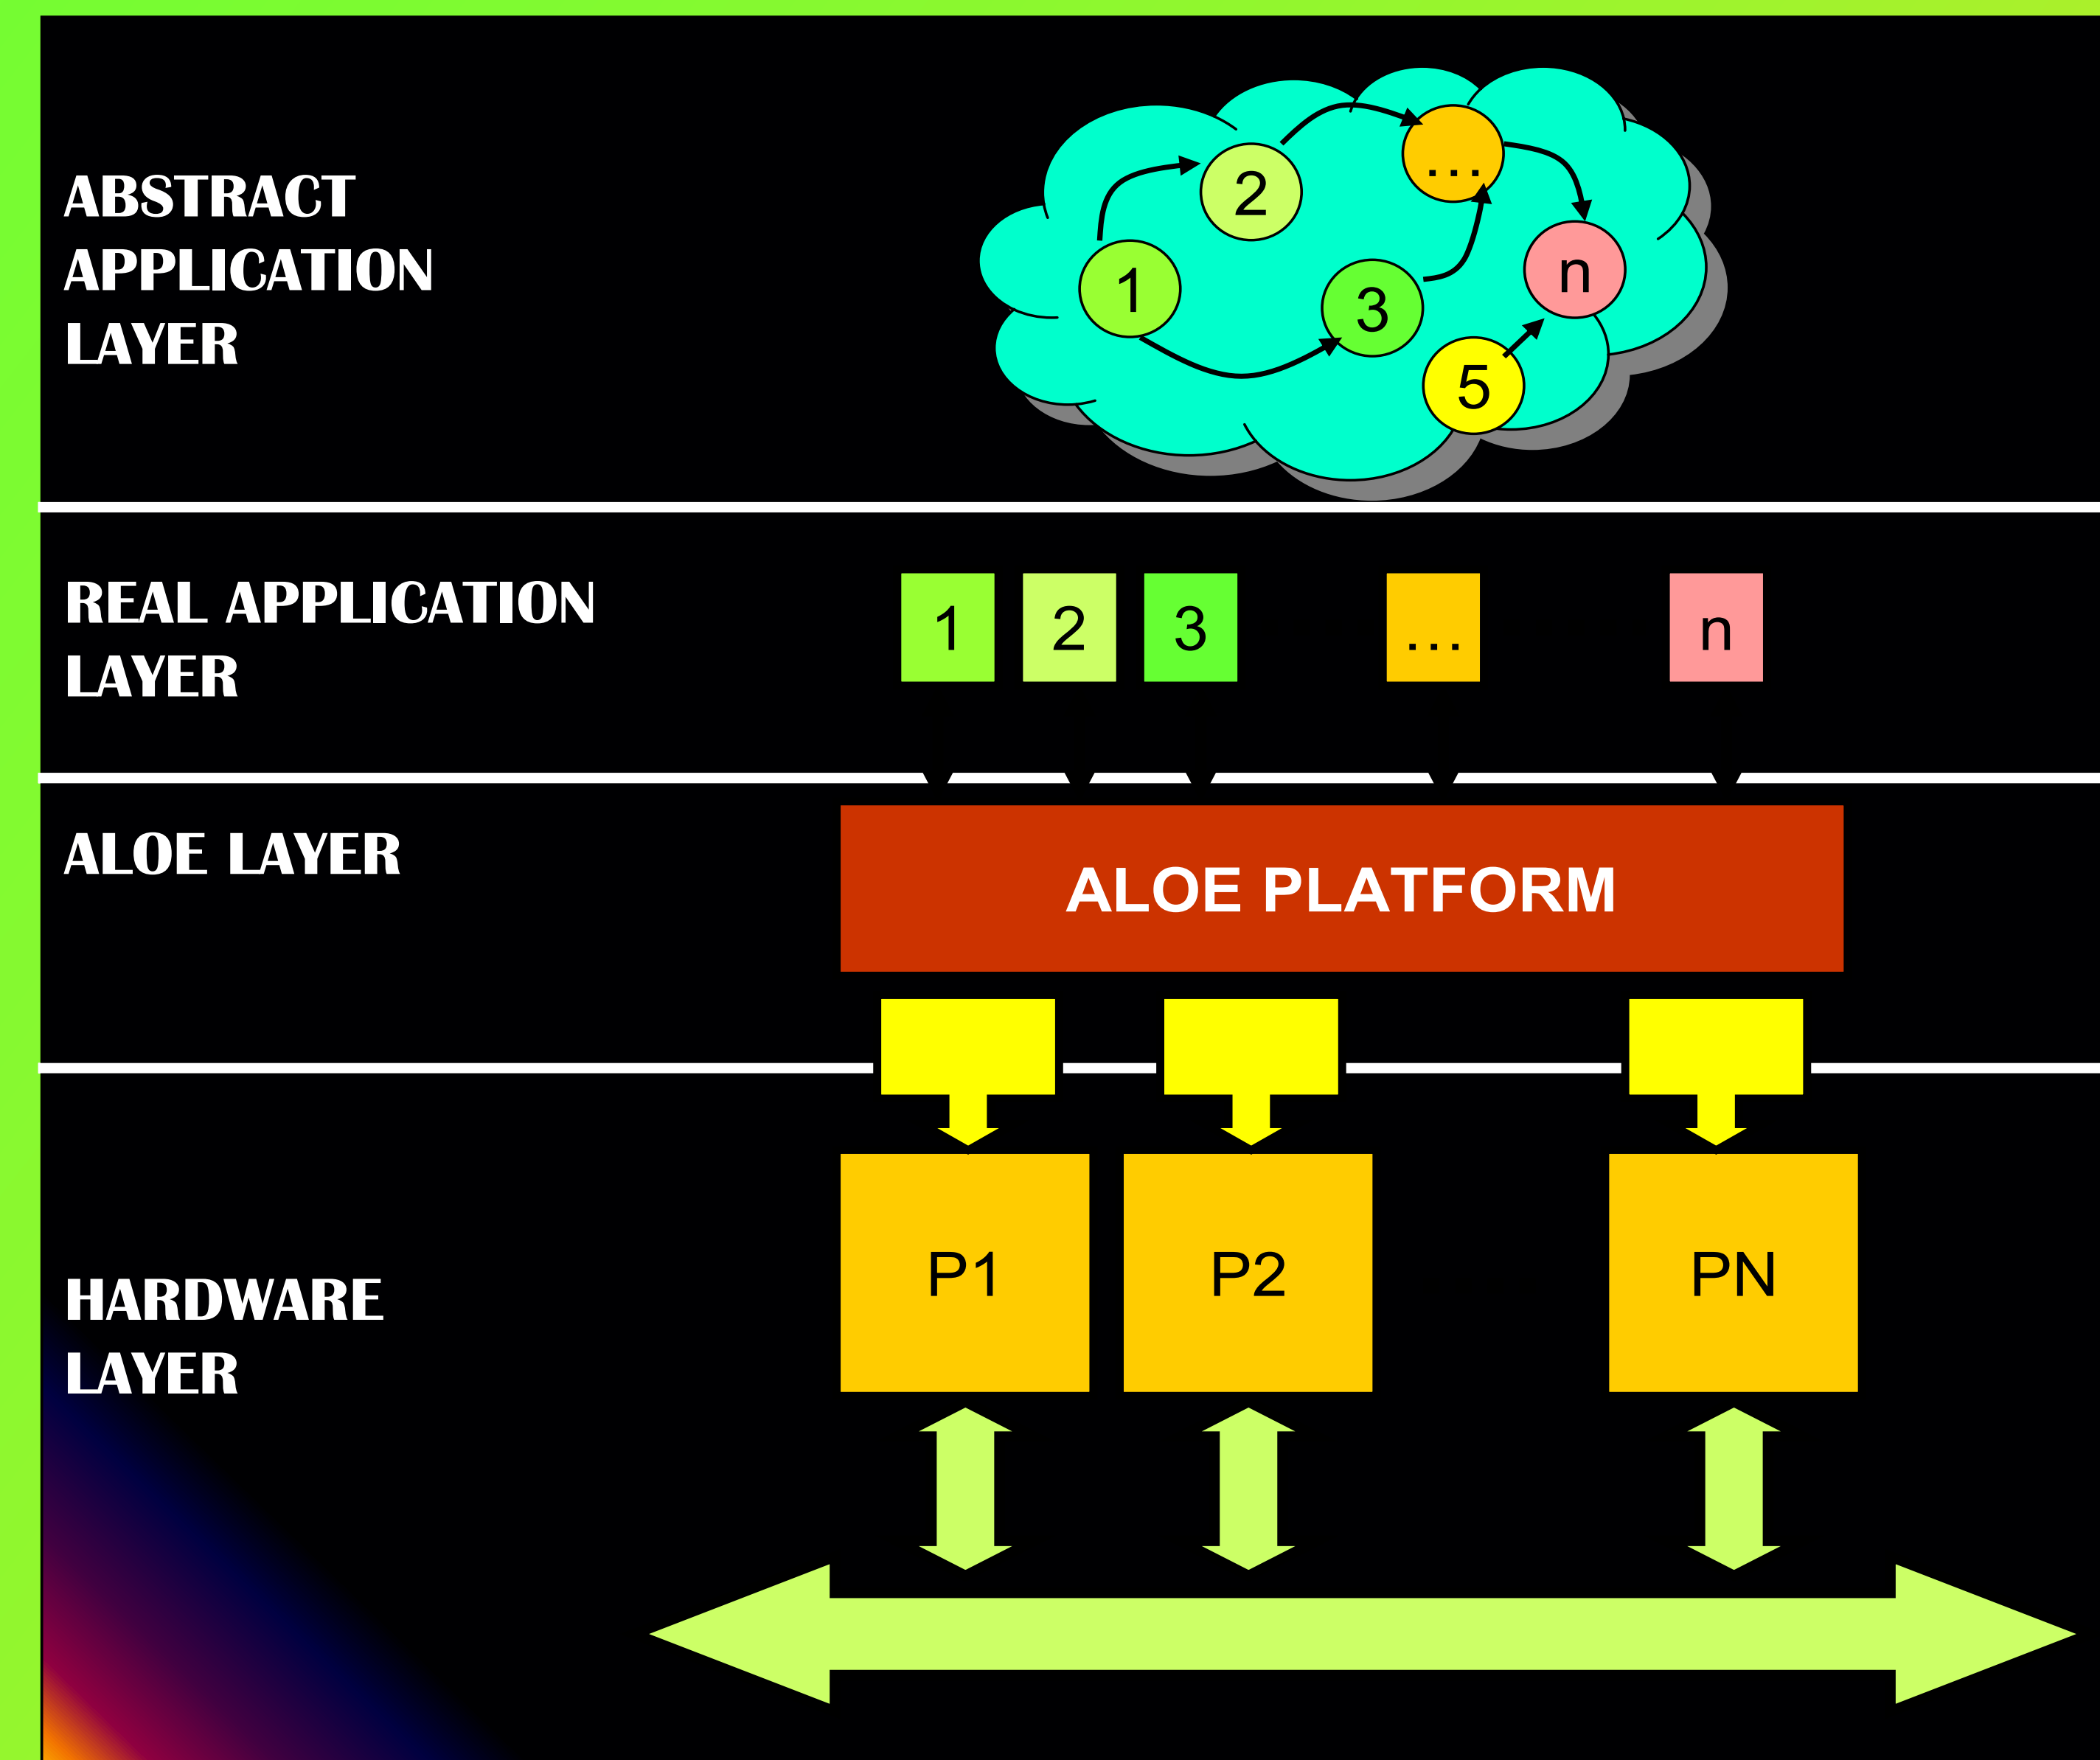 ABSTRACT
APPLICATION
LAYER
2
...
1
3
n
5
REAL APPLICATION
LAYER
1 2 3 ... n
ALOE LAYER
ALOE PLATFORM
HARDWARE
LAYER
P1 P2 PN